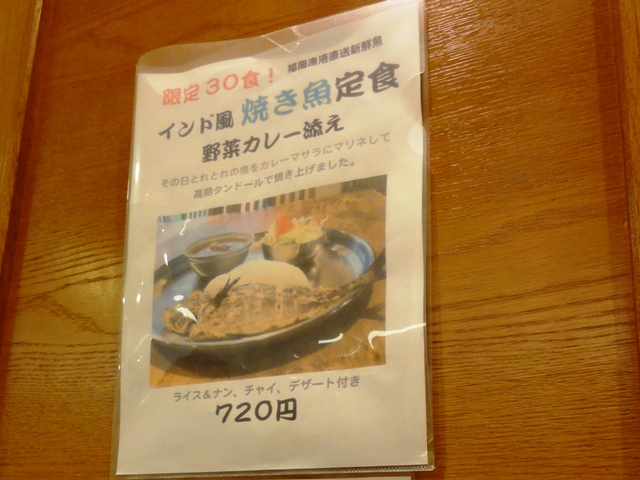 福岡漁港直送新鮮魚
限定30食！
インド風 焼き魚定食
野菜カレー添え
その日とれとれの魚をカレーマサラにマリネして
高熱タンドールで焼き上げました。
ライス&ナン、チャイ、デザート付き
720円